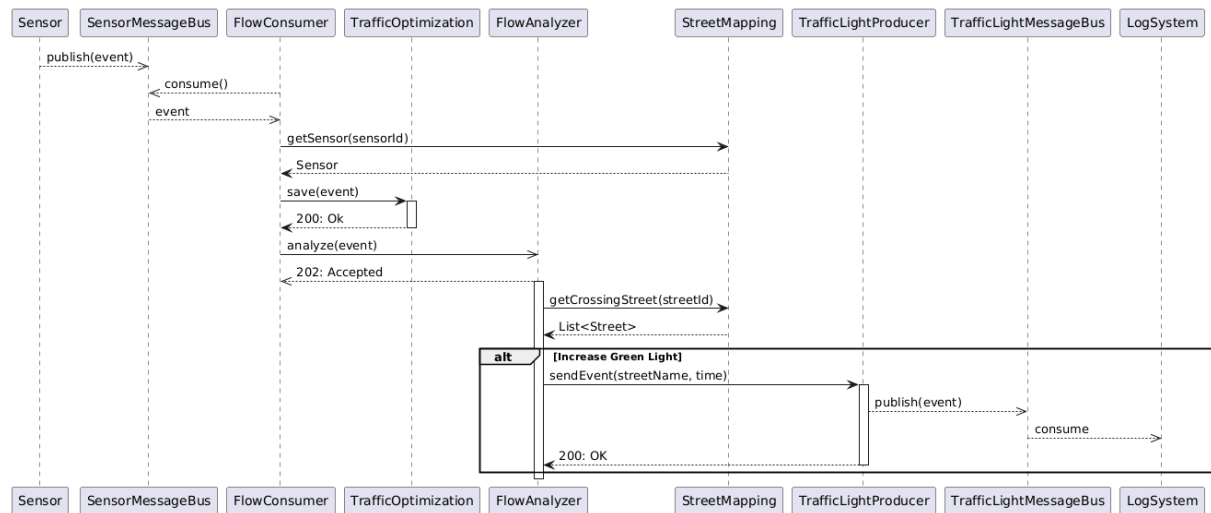 Sensor
SensorMessageBus
FlowConsumer
TrafficOptimization
FlowAnalyzer
StreetMapping
TrafficLightProducer
TrafficLightMessageBus
LogSystem
publish(event)
consume()
event
getSensor(sensorId)
Sensor
save(event)
200: Ok
analyze(event)
202: Accepted
getCrossingStreet(streetId)
List<Street>
alt
[Increase Green Light]
sendEvent(streetName, time)
publish(event)
consume
200: OK
Sensor
SensorMessageBus
FlowConsumer
TrafficOptimization
FlowAnalyzer
StreetMapping
TrafficLightProducer
TrafficLightMessageBus
LogSystem